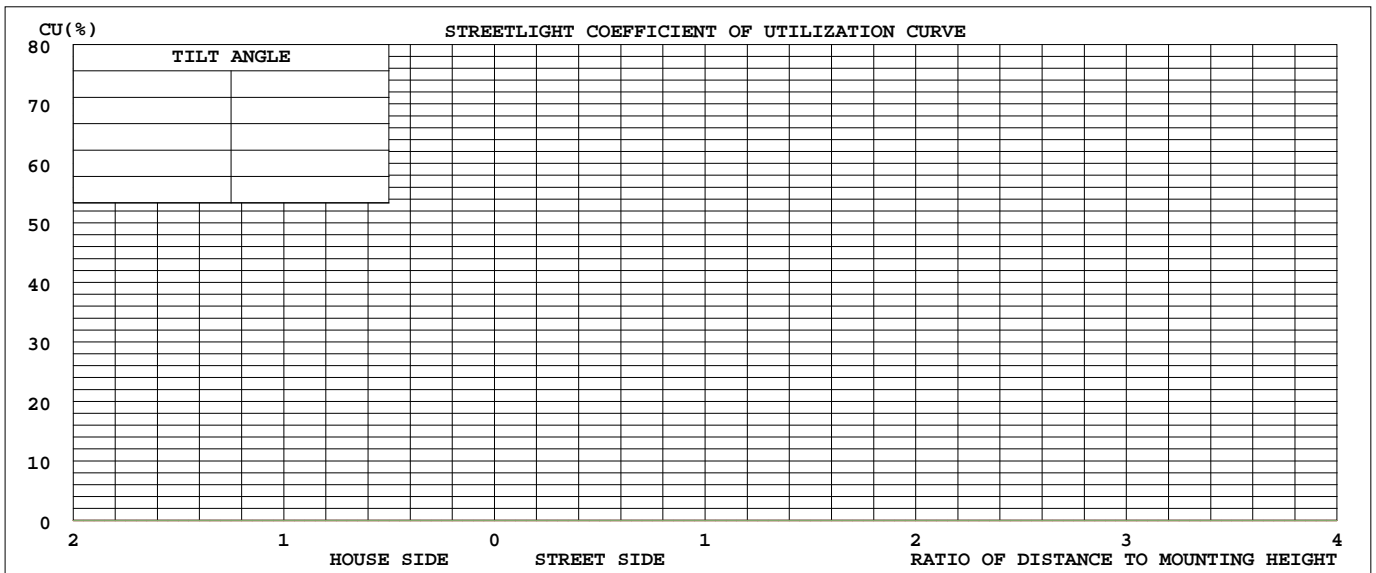 CU(%) STREETLIGHT COEFFICIENT OF UTILIZATION CURVE
80
TILT ANGLE
70
60
50
40
30
20
10
0
2 1 0 1 2 3 4
HOUSE SIDE STREET SIDE RATIO OF DISTANCE TO MOUNTING HEIGHT